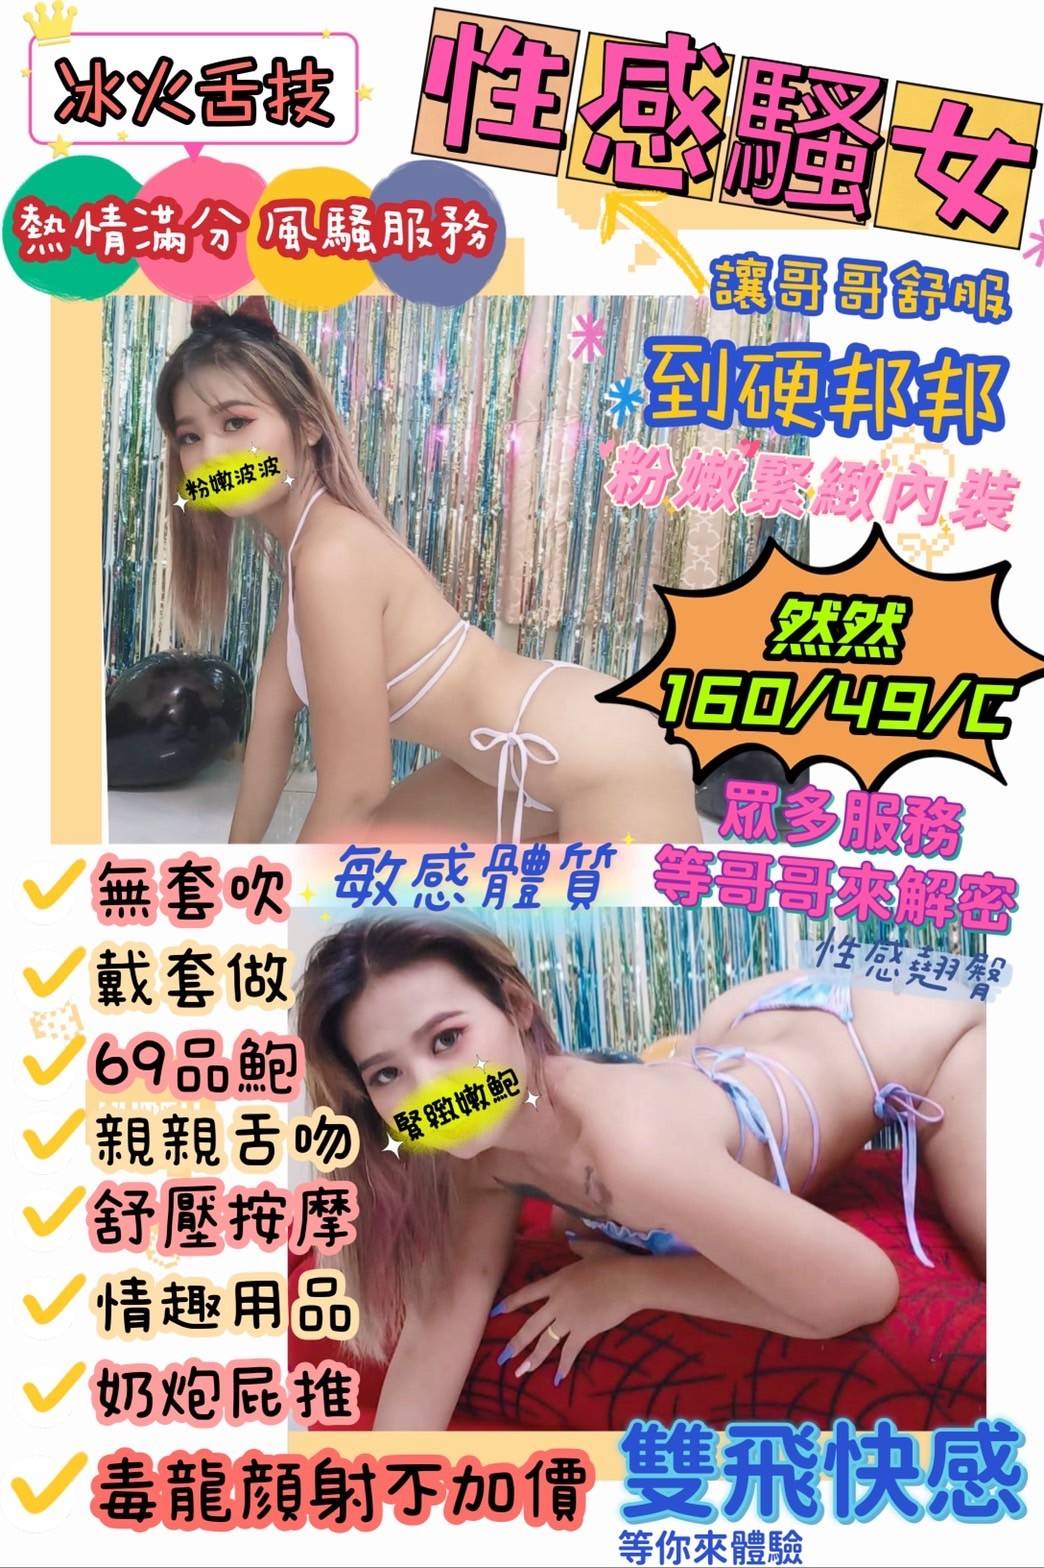 冰火舌技
性感騷女
熱情滿分 風騷服務
讓哥哥舒服
到硬邦邦
粉嫩緊緻內裝
粉嫩波波
然然
160/49/C
眾多服務
等哥哥來解密
敏感體質
性感翹臀
無套吹
戴套做
69品鮑
親親舌吻
舒壓按摩
情趣用品
奶炮屁推
毒龍顏射不加價
緊緻嫩鮑
雙飛快感
等你來體驗